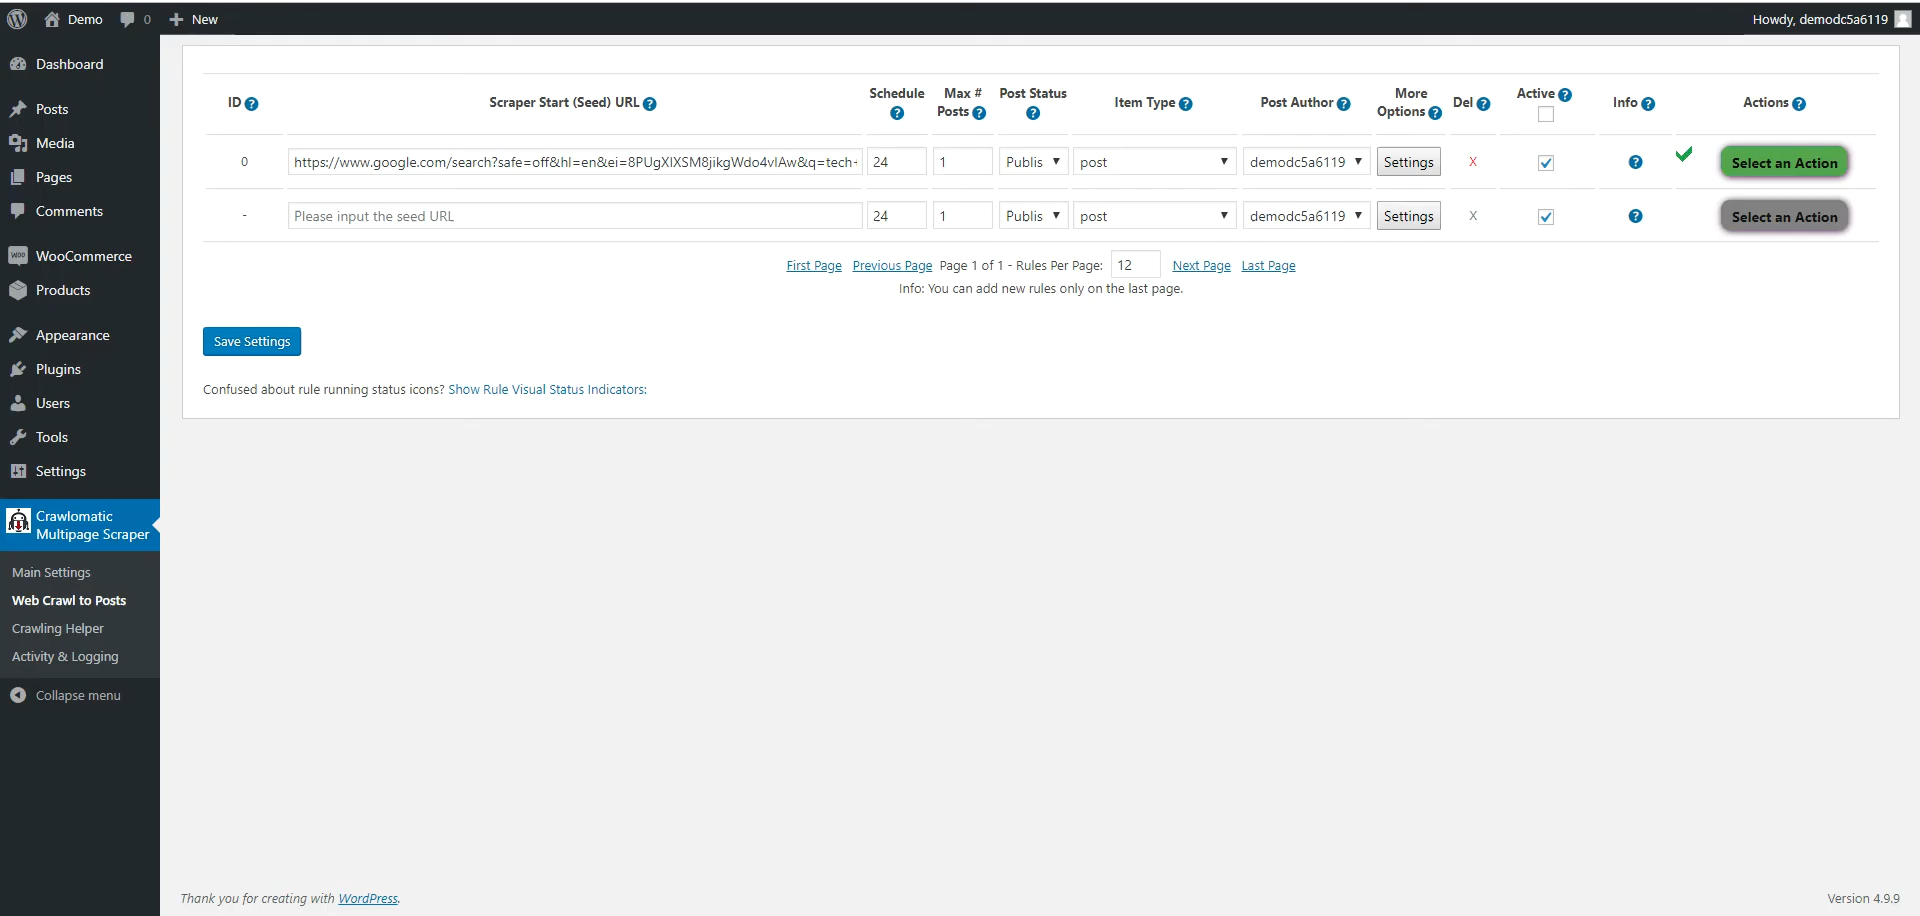 Demo 0 New Howdy, demodc5a6119
Dashboard
Posts
Media
Pages
Comments
WooCommerce
Products
Appearance
Plugins
Users
Tools
Settings
Crawlomatic
Multipage Scraper
Main Settings
Web Crawl to Posts
Crawling Helper
Activity & Logging
Collapse menu
ID ? Scraper Start (Seed) URL ? Schedule ? Max # Posts ? Post Status ? Item Type ? Post Author ? More Options ? Del ? Active ? Info ? Actions ?
0 https://www.google.com/search?safe=off&hl=en&ei=8PUgXIXSM8jikgWdo4vIAw&q=tech+ 24 1 Publis post demodc5a6119 Settings X ? Select an Action
- Please input the seed URL 24 1 Publis post demodc5a6119 Settings X ? Select an Action
First Page Previous Page Page 1 of 1 - Rules Per Page: 12 Next Page Last Page
Info: You can add new rules only on the last page.
Save Settings
Confused about rule running status icons? Show Rule Visual Status Indicators:
Thank you for creating with WordPress. Version 4.9.9